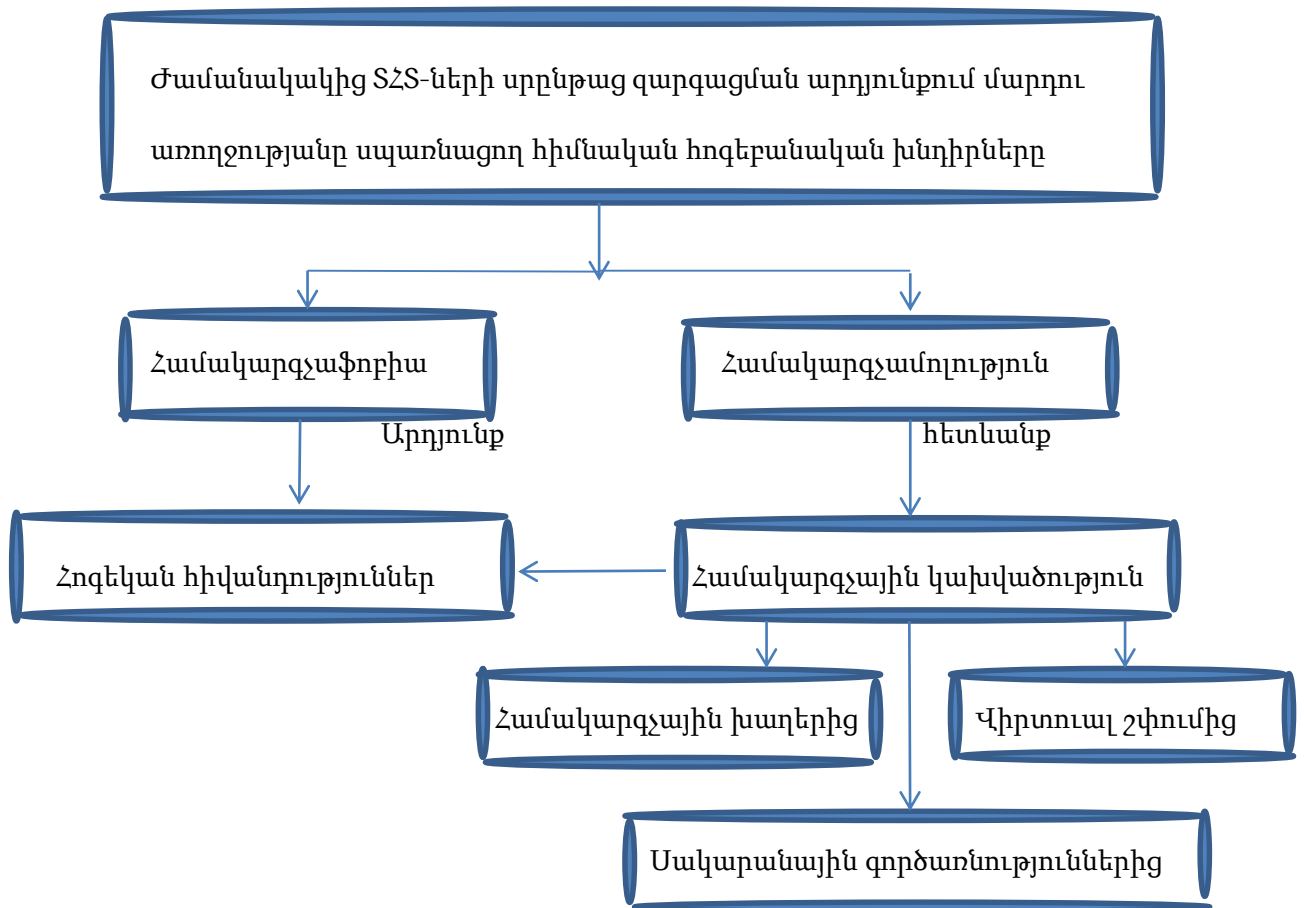 Ժամանակակից ՏՀՏ-ների սրընթաց զարգացման արդյունքում մարդու
առողջությանը սպառնացող հիմնական հոգեբանական խնդիրները
Համակարգչաֆոբիա
Համակարգչամոլություն
Արդյունք
հետևանք
Հոգեկան հիվանդություններ
Համակարգչային կախվածություն
Համակարգչային խաղերից
Վիրտուալ շփումից
Սակարանային գործառնություններից